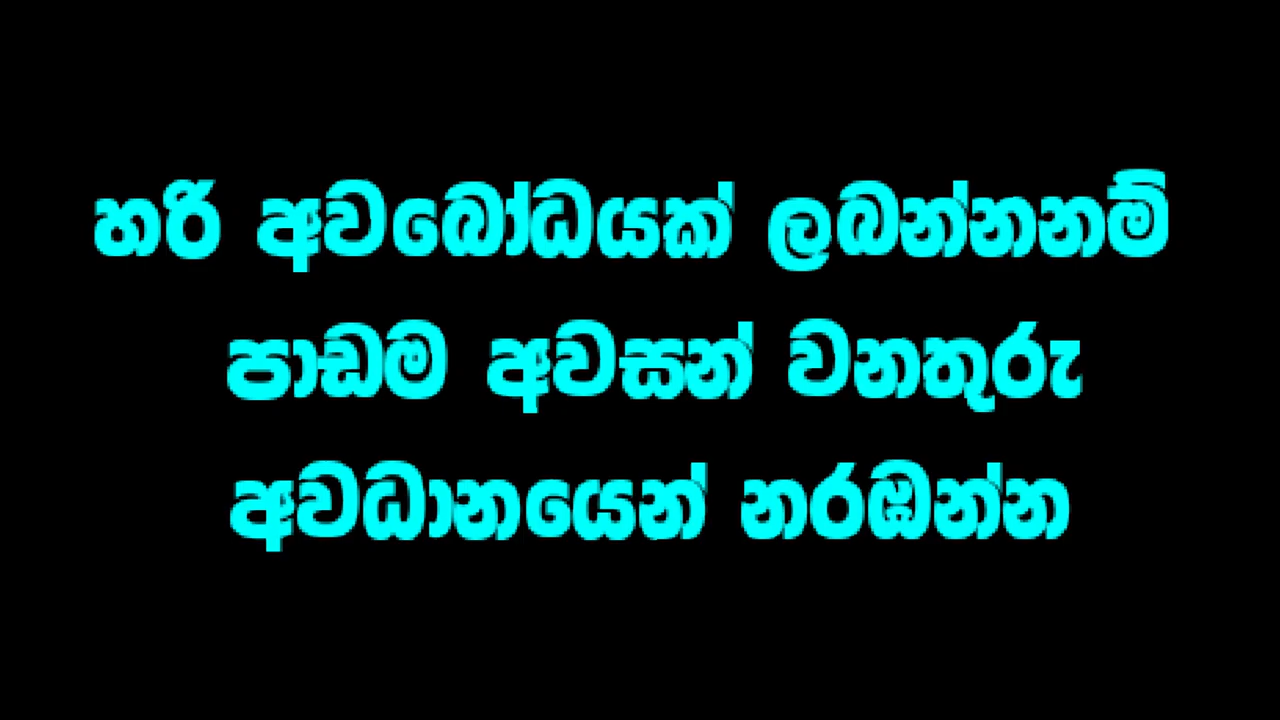 හරි අවබෝධයක් ලබන්නනම්
පාඩම අවසන් වනතුරු
අවධානයෙන් නරඹන්න